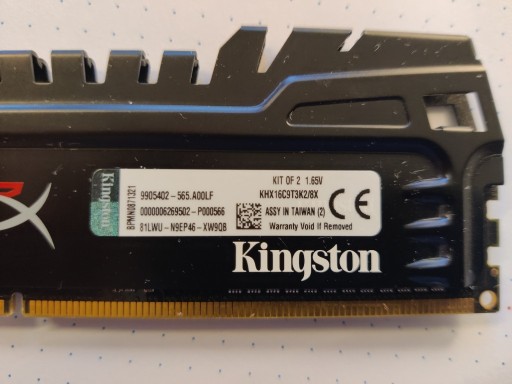 Kingston
BPMN0871321
9905402-565.A00LF
0000006269502-P000566
81LWU-N9EP46-XW9QB
KIT OF 2 1.65V
KHX16C9T3K2/8X
ASSY IN TAIWAN (2)
Warranty Void If Removed
CE
Kingston